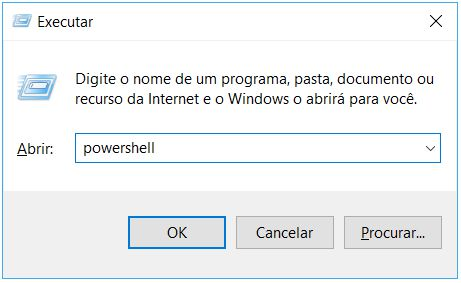 Executar
Digite o nome de um programa, pasta, documento ou
recurso da Internet e o Windows o abrirá para você.
Abrir: powershell
OK Cancelar Procurar...